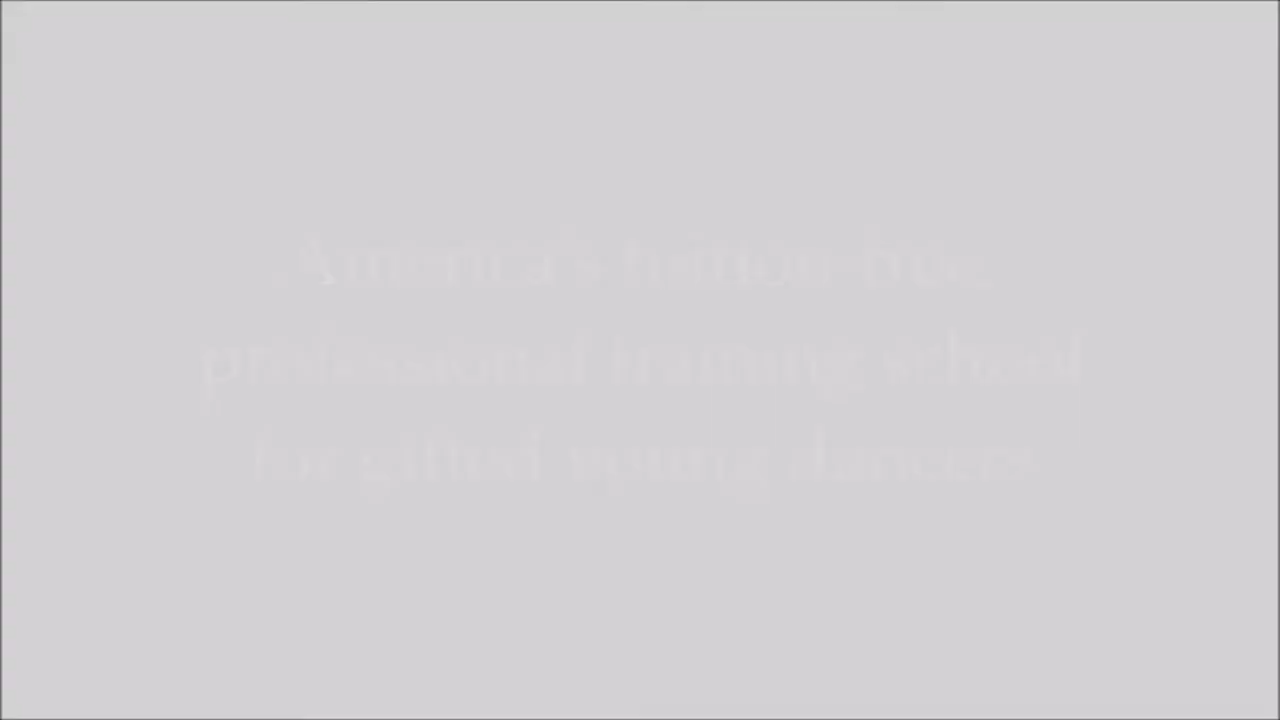 America's tuition-free
professional training school
for gifted young dancers